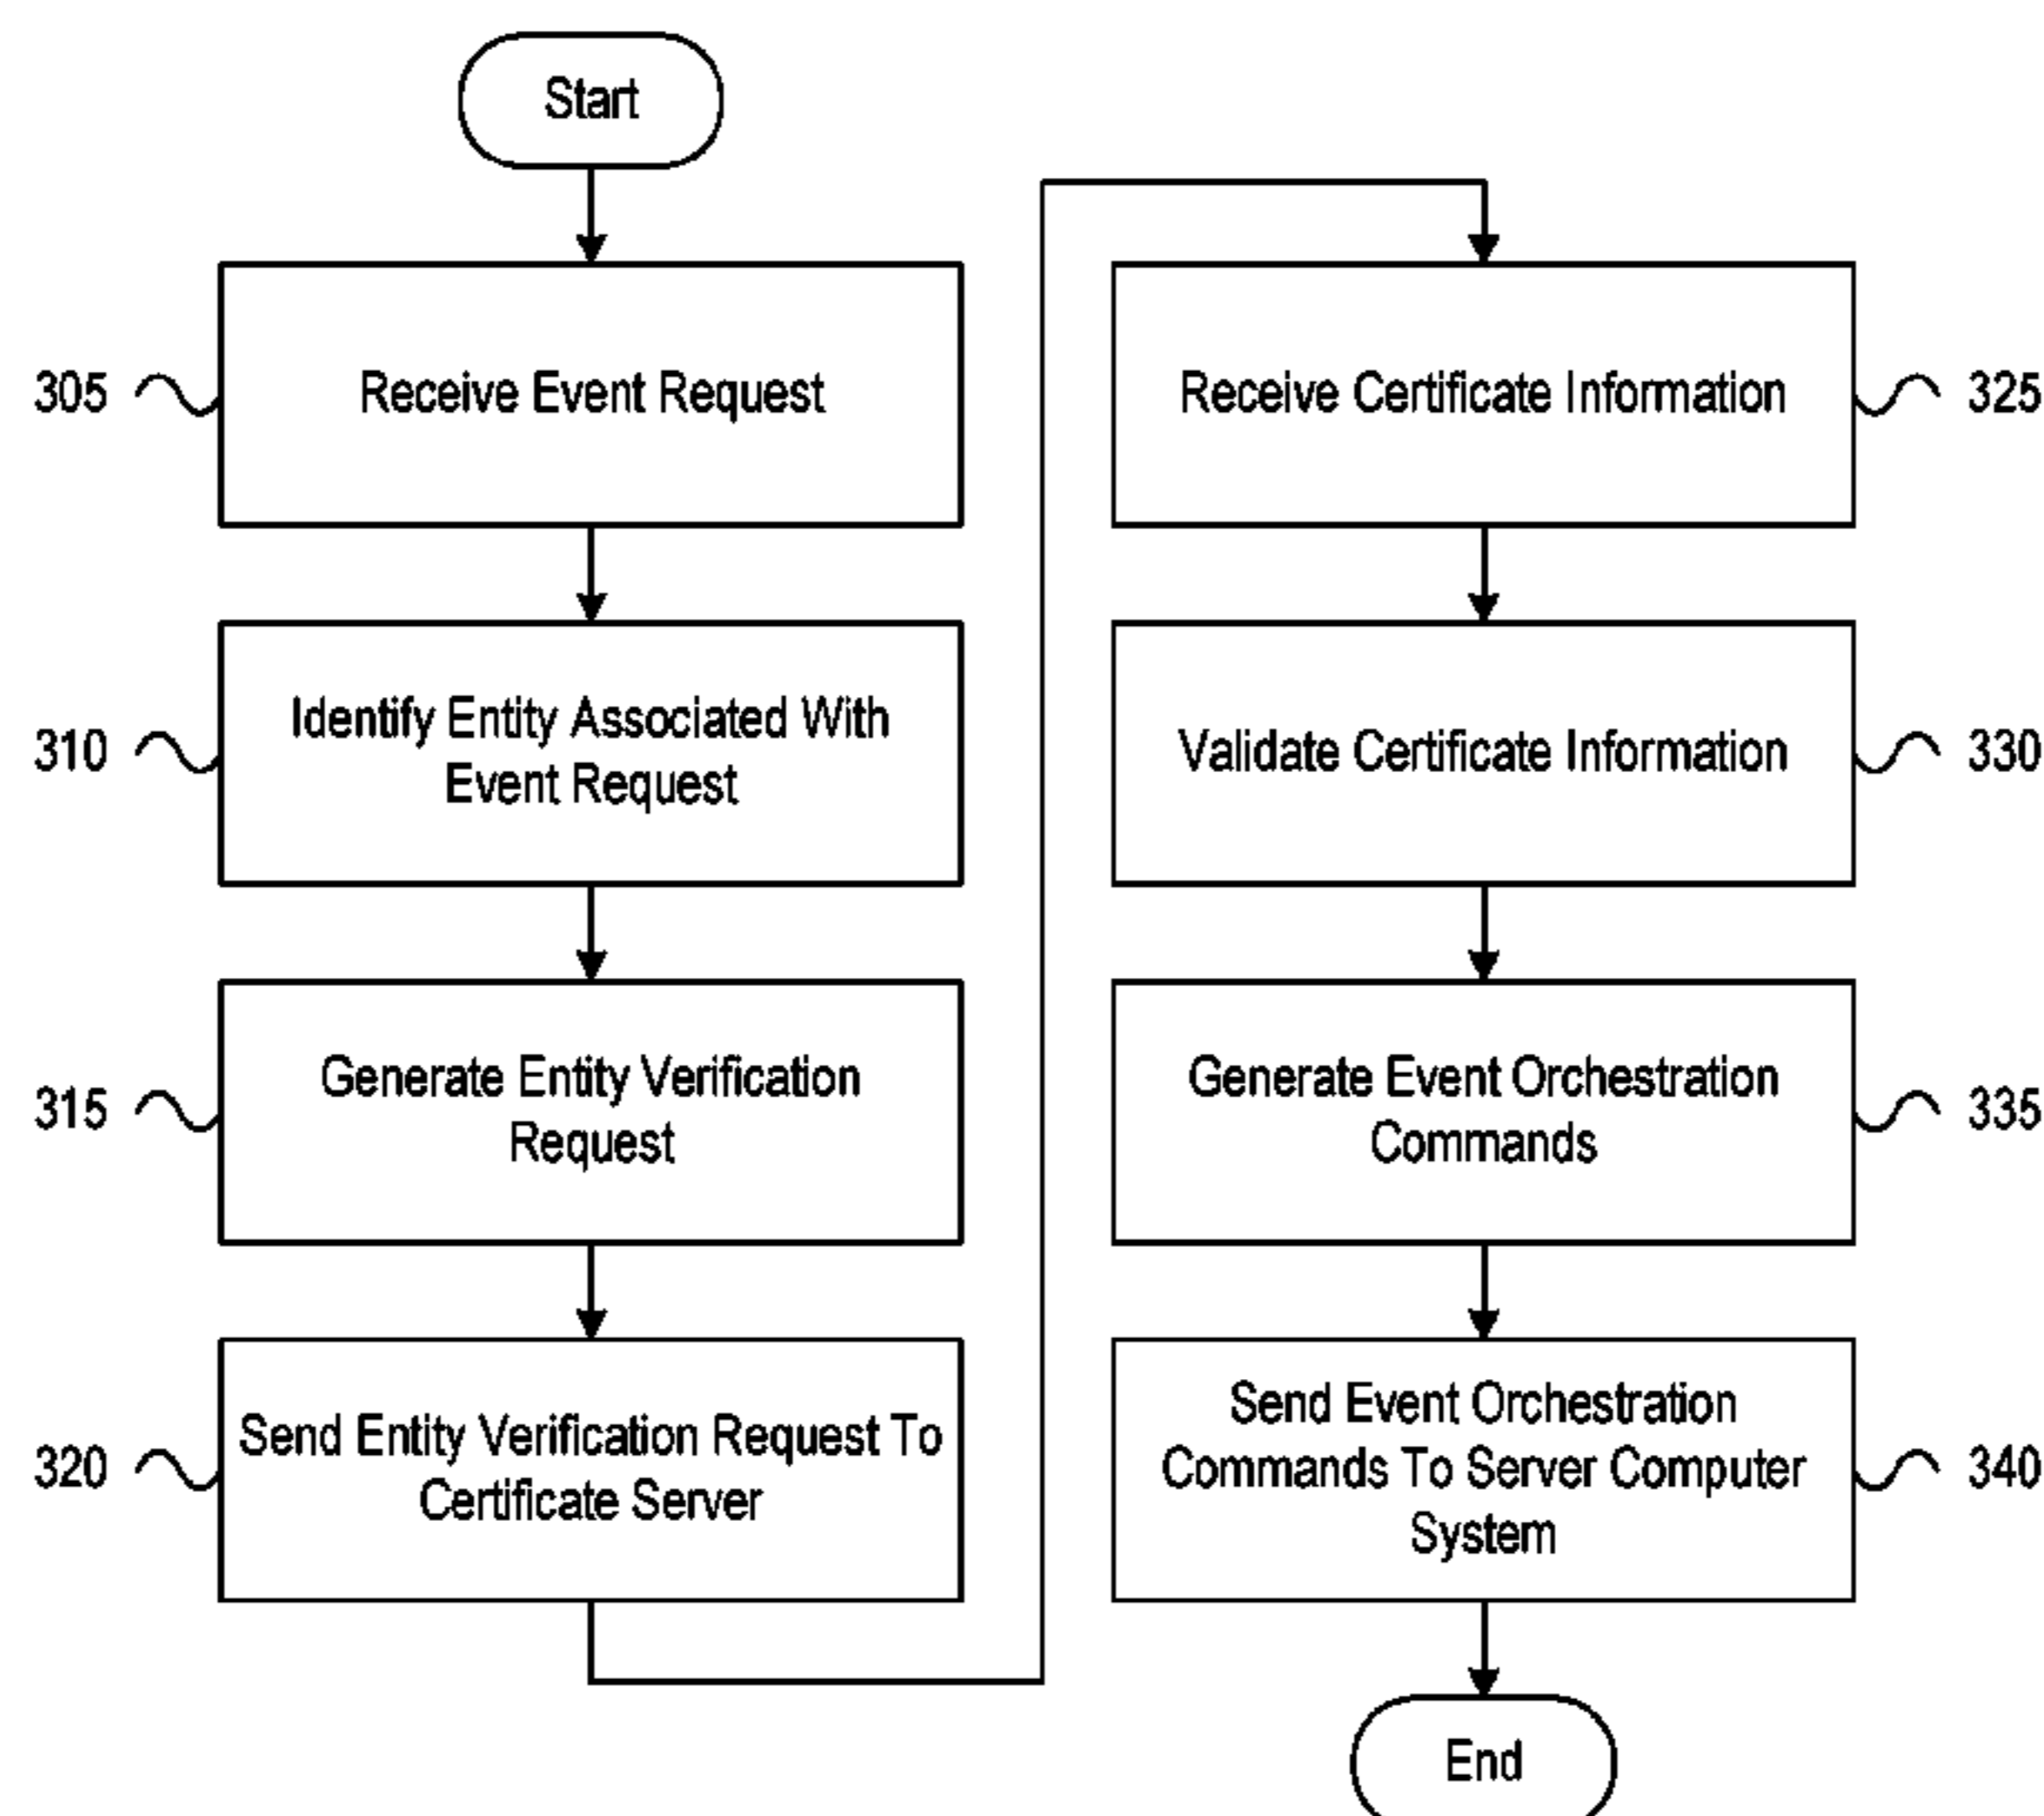 Start
305
Receive Event Request
310
Identify Entity Associated With
Event Request
315
Generate Entity Verification
Request
320
Send Entity Verification Request To
Certificate Server
Receive Certificate Information
325
Validate Certificate Information
330
Generate Event Orchestration
Commands
335
Send Event Orchestration
Commands To Server Computer
System
340
End